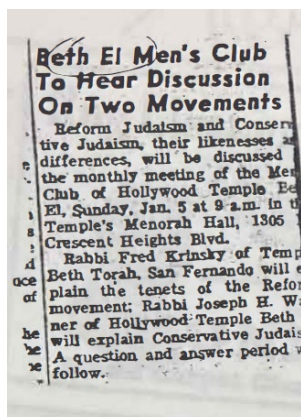 Beth El Men's Club
To Hear Discussion
On Two Movements
Reform Judaism and Conserv
tive Judaism, their likenesses a
differences, will be discussed
the monthly meeting of the Men
Club of Hollywood Temple Be
El, Sunday, Jan. 5 at 9 a.m. in th
Temple's Menorah Hall, 1305
Crescent Heights Blvd.
Rabbi Fred Krinsky of Temp
Beth Torah, San Fernando will e
plain the tenets of the Refor
movement; Rabbi Joseph H. W
ner of Hollywood Temple Beth
will explain Conservative Judais
A question and answer period w
follow.
ace
of
he